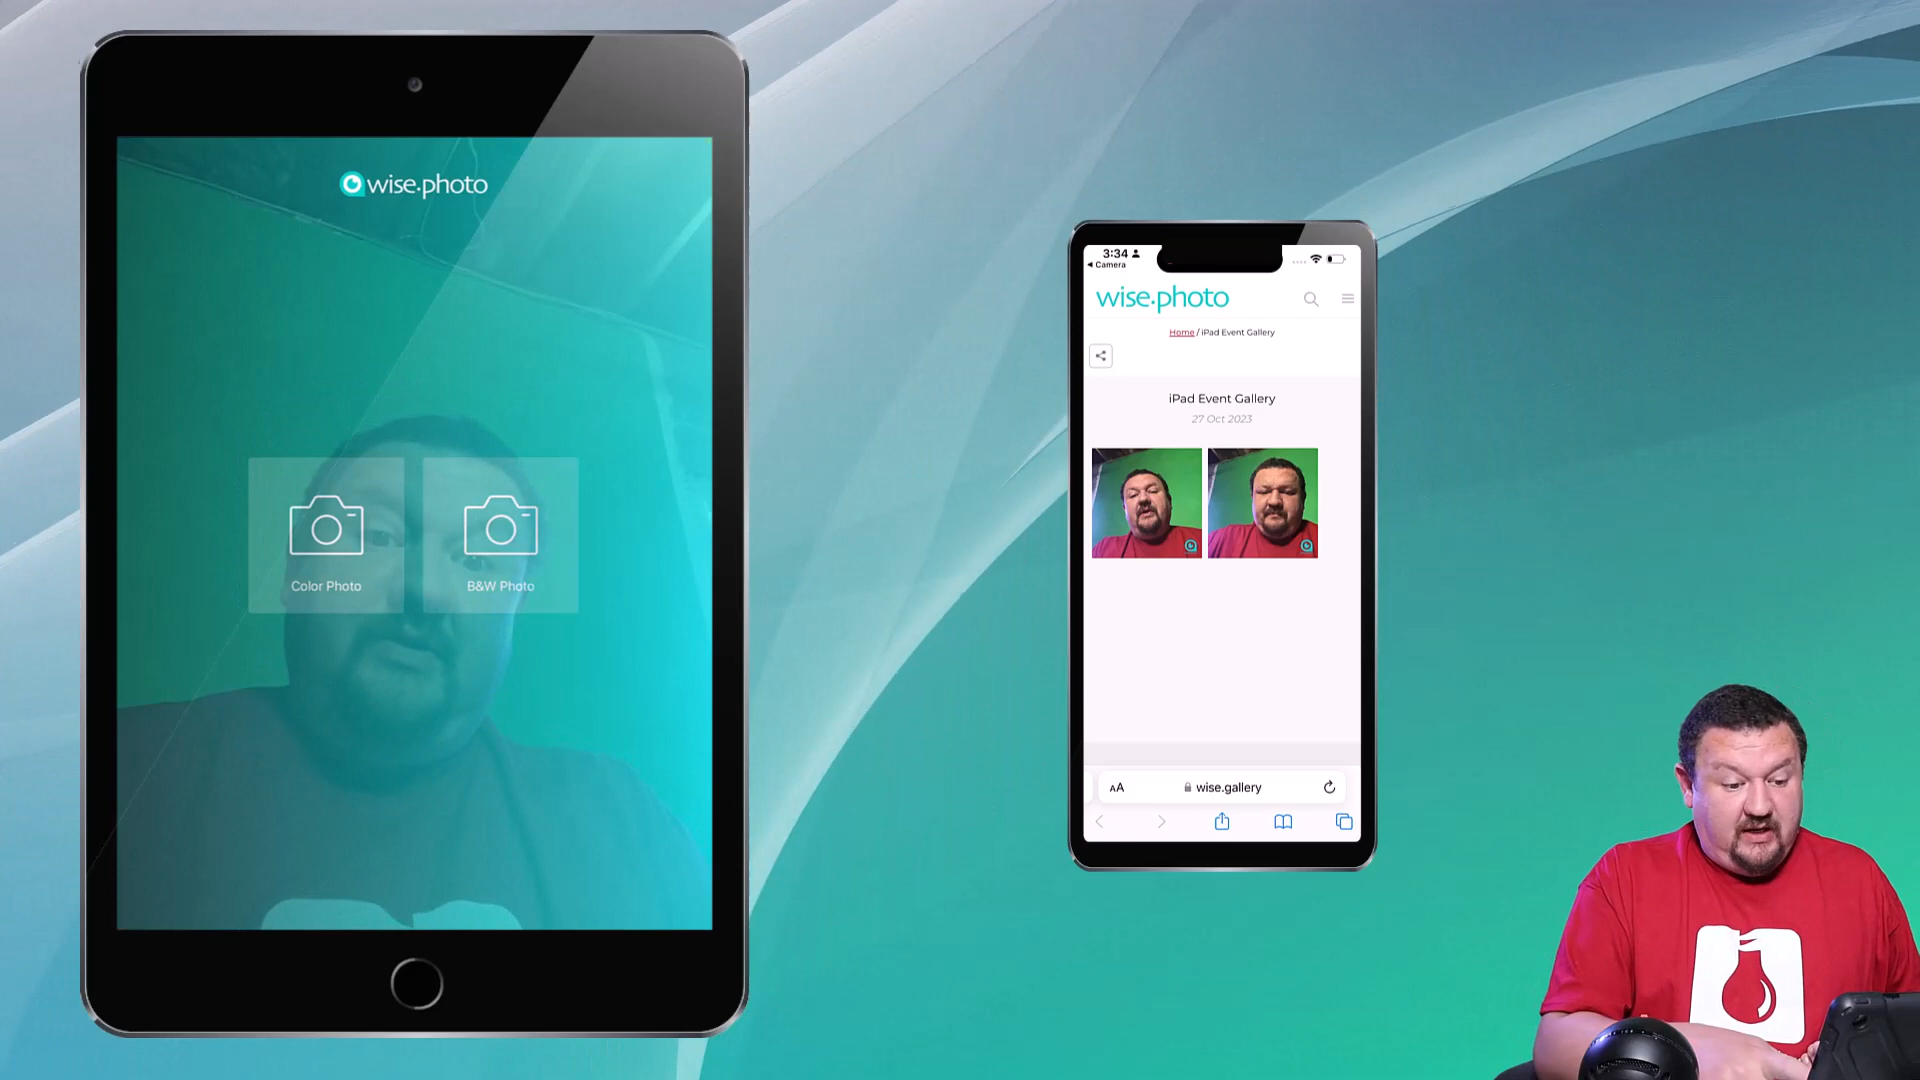 wise.photo
Color Photo
B&W Photo
3:34
Camera
wise.photo
Home / iPad Event Gallery
iPad Event Gallery
27 Oct 2023
AA
wise.gallery